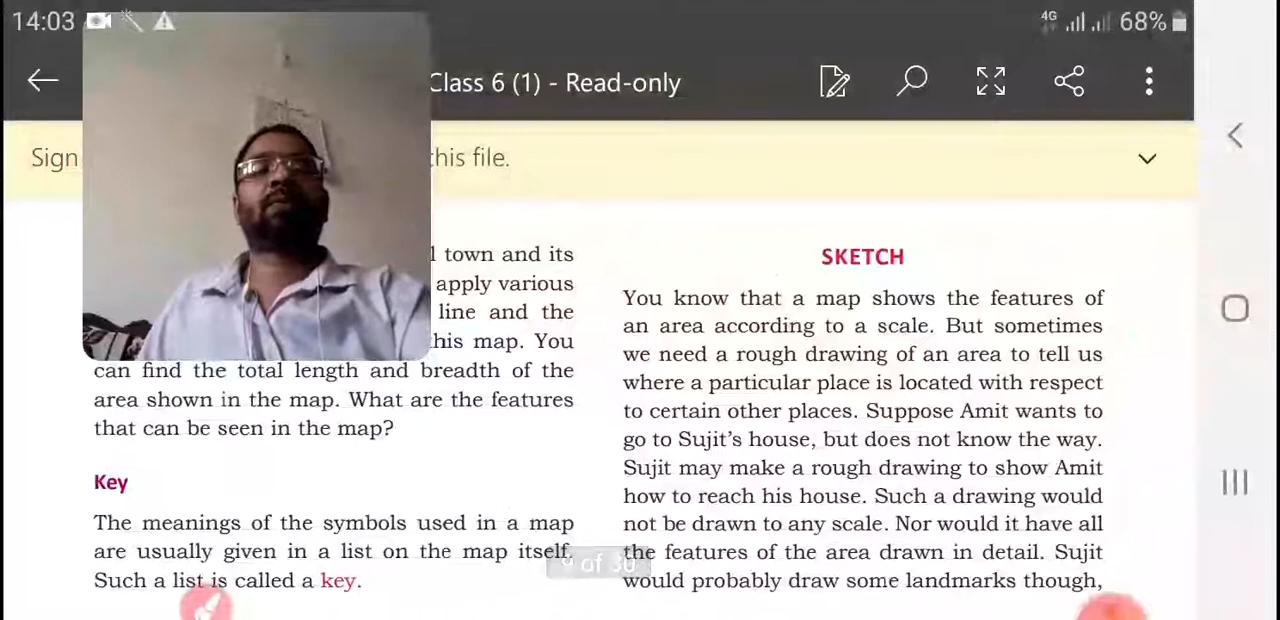 14:03
4G
68%
Class 6 (1) - Read-only
Sign
this file.
l town and its
apply various
line and the
this map. You
can find the total length and breadth of the
area shown in the map. What are the features
that can be seen in the map?
Key
The meanings of the symbols used in a map
are usually given in a list on the map itself.
Such a list is called a key.
SKETCH
You know that a map shows the features of
an area according to a scale. But sometimes
we need a rough drawing of an area to tell us
where a particular place is located with respect
to certain other places. Suppose Amit wants to
go to Sujit's house, but does not know the way.
Sujit may make a rough drawing to show Amit
how to reach his house. Such a drawing would
not be drawn to any scale. Nor would it have all
the features of the area drawn in detail. Sujit
would probably draw some landmarks though,
of 30